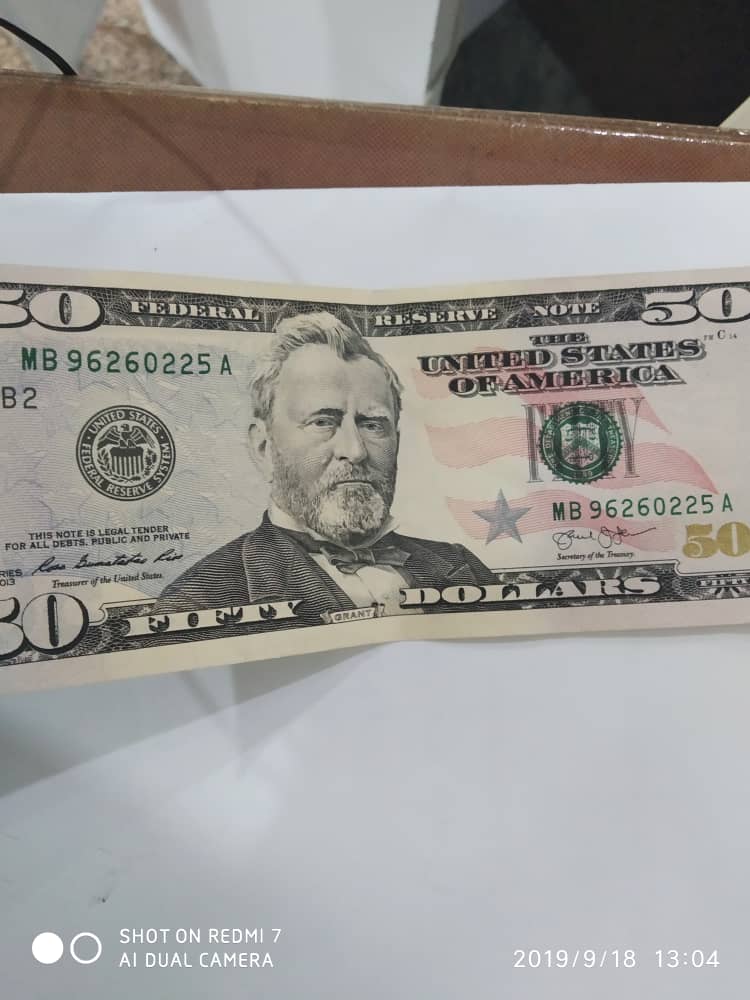 50 FEDERAL RESERVE NOTE 50
THE
UNITED STATES
OF AMERICA
MB 96260225 A
B2
UNITED STATES
FEDERAL RESERVE SYSTEM
MB 96260225 A
THIS NOTE IS LEGAL TENDER
FOR ALL DEBTS, PUBLIC AND PRIVATE
Treasurer of the United States.
Secretary of the Treasury.
50
50 FIFTY GRANT DOLLARS FIFTY
SHOT ON REDMI 7
AI DUAL CAMERA
2019/9/18 13:04